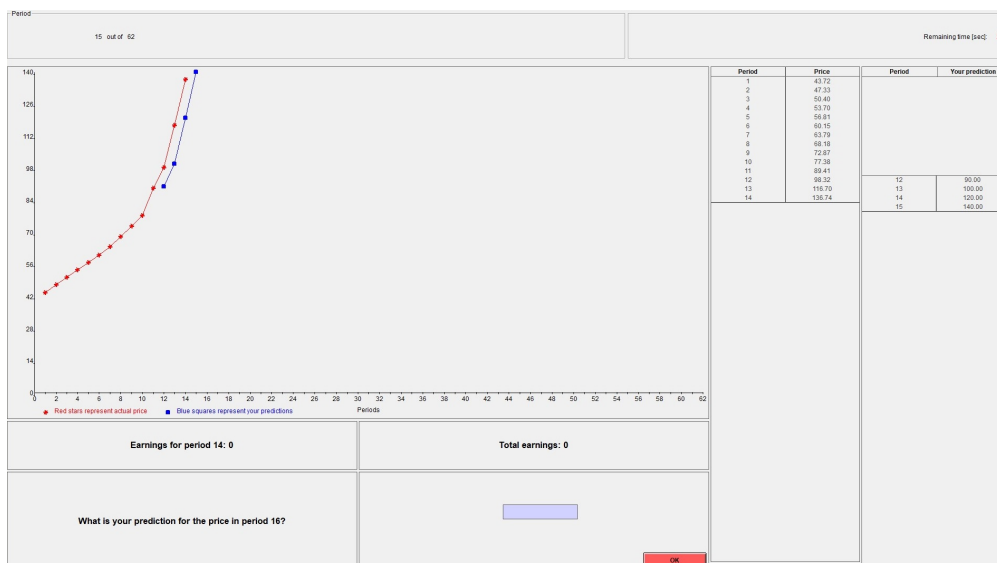 Period
15 out of 62
Remaining time [sec]:
140
126
112
98
84
70
56
42
28
14
0
0 2 4 6 8 10 12 14 16 18 20 22 24 26 28 30 32 34 36 38 40 42 44 46 48 50 52 54 56 58 60 62
Red stars represent actual price Blue squares represent your predictions Periods
Period Price
1 43.72
2 47.33
3 50.40
4 53.70
5 56.81
6 60.15
7 63.79
8 68.18
9 72.87
10 77.38
11 89.41
12 98.32
13 116.70
14 136.74
Period Your prediction
12 90.00
13 100.00
14 120.00
15 140.00
Earnings for period 14: 0
Total earnings: 0
What is your prediction for the price in period 16?
OK